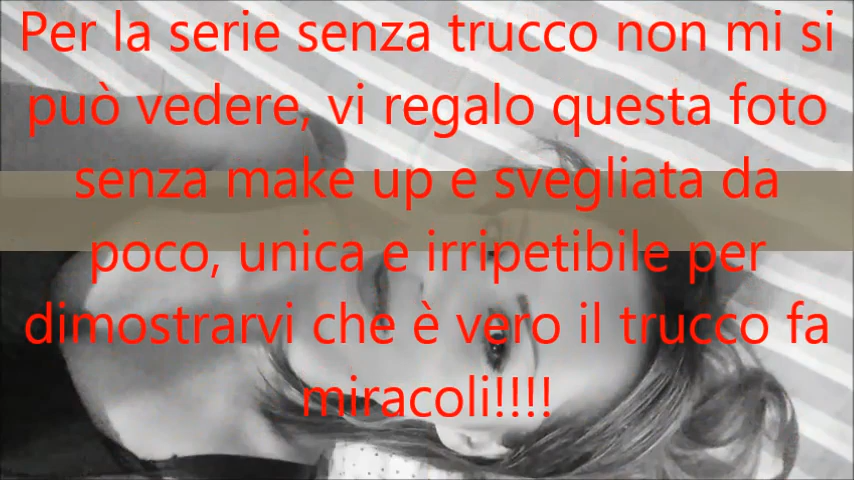 Per la serie senza trucco non mi si
può vedere, vi regalo questa foto
senza make up e svegliata da
poco, unica e irripetibile per
dimostrarvi che è vero il trucco fa
miracoli!!!!